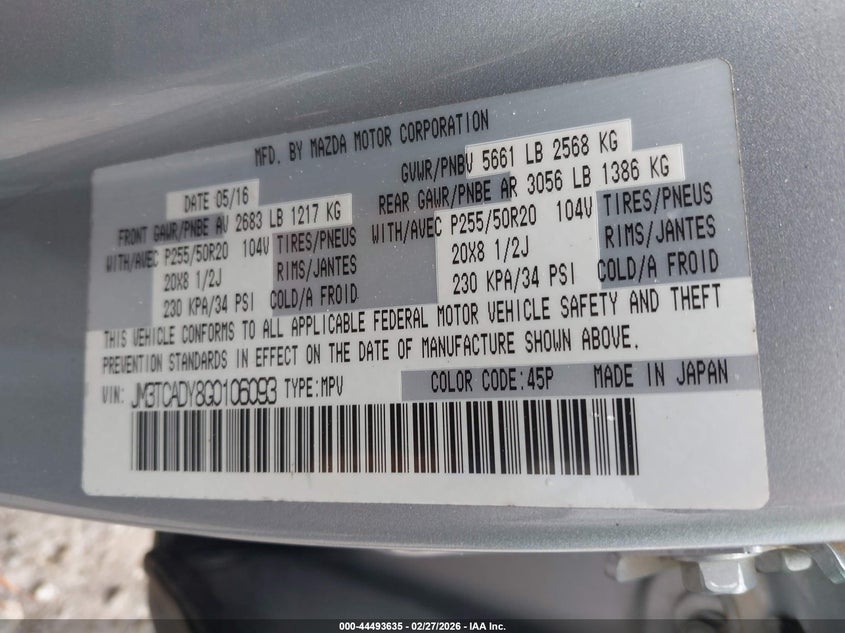 MFD. BY MAZDA MOTOR CORPORATION
DATE 05/16 GVWR/PNBV 5661 LB 2568 KG
FRONT GAWR/PNBE AV 2683 LB 1217 KG REAR GAWR/PNBE AR 3056 LB 1386 KG
WITH/AVEC P255/50R20 104V TIRES/PNEUS WITH/AVEC P255/50R20 104V TIRES/PNEUS
20X8 1/2J RIMS/JANTES 20X8 1/2J RIMS/JANTES
230 KPA/34 PSI COLD/A FROID 230 KPA/34 PSI COLD/A FROID
THIS VEHICLE CONFORMS TO ALL APPLICABLE FEDERAL MOTOR VEHICLE SAFETY AND THEFT
PREVENTION STANDARDS IN EFFECT ON THE DATE OF MANUFACTURE SHOWN ABOVE.
VIN: JM3TCADY8G0106093 TYPE:MPV COLOR CODE:45P MADE IN JAPAN
000-44493635 | 02/27/2026 - IAA Inc.